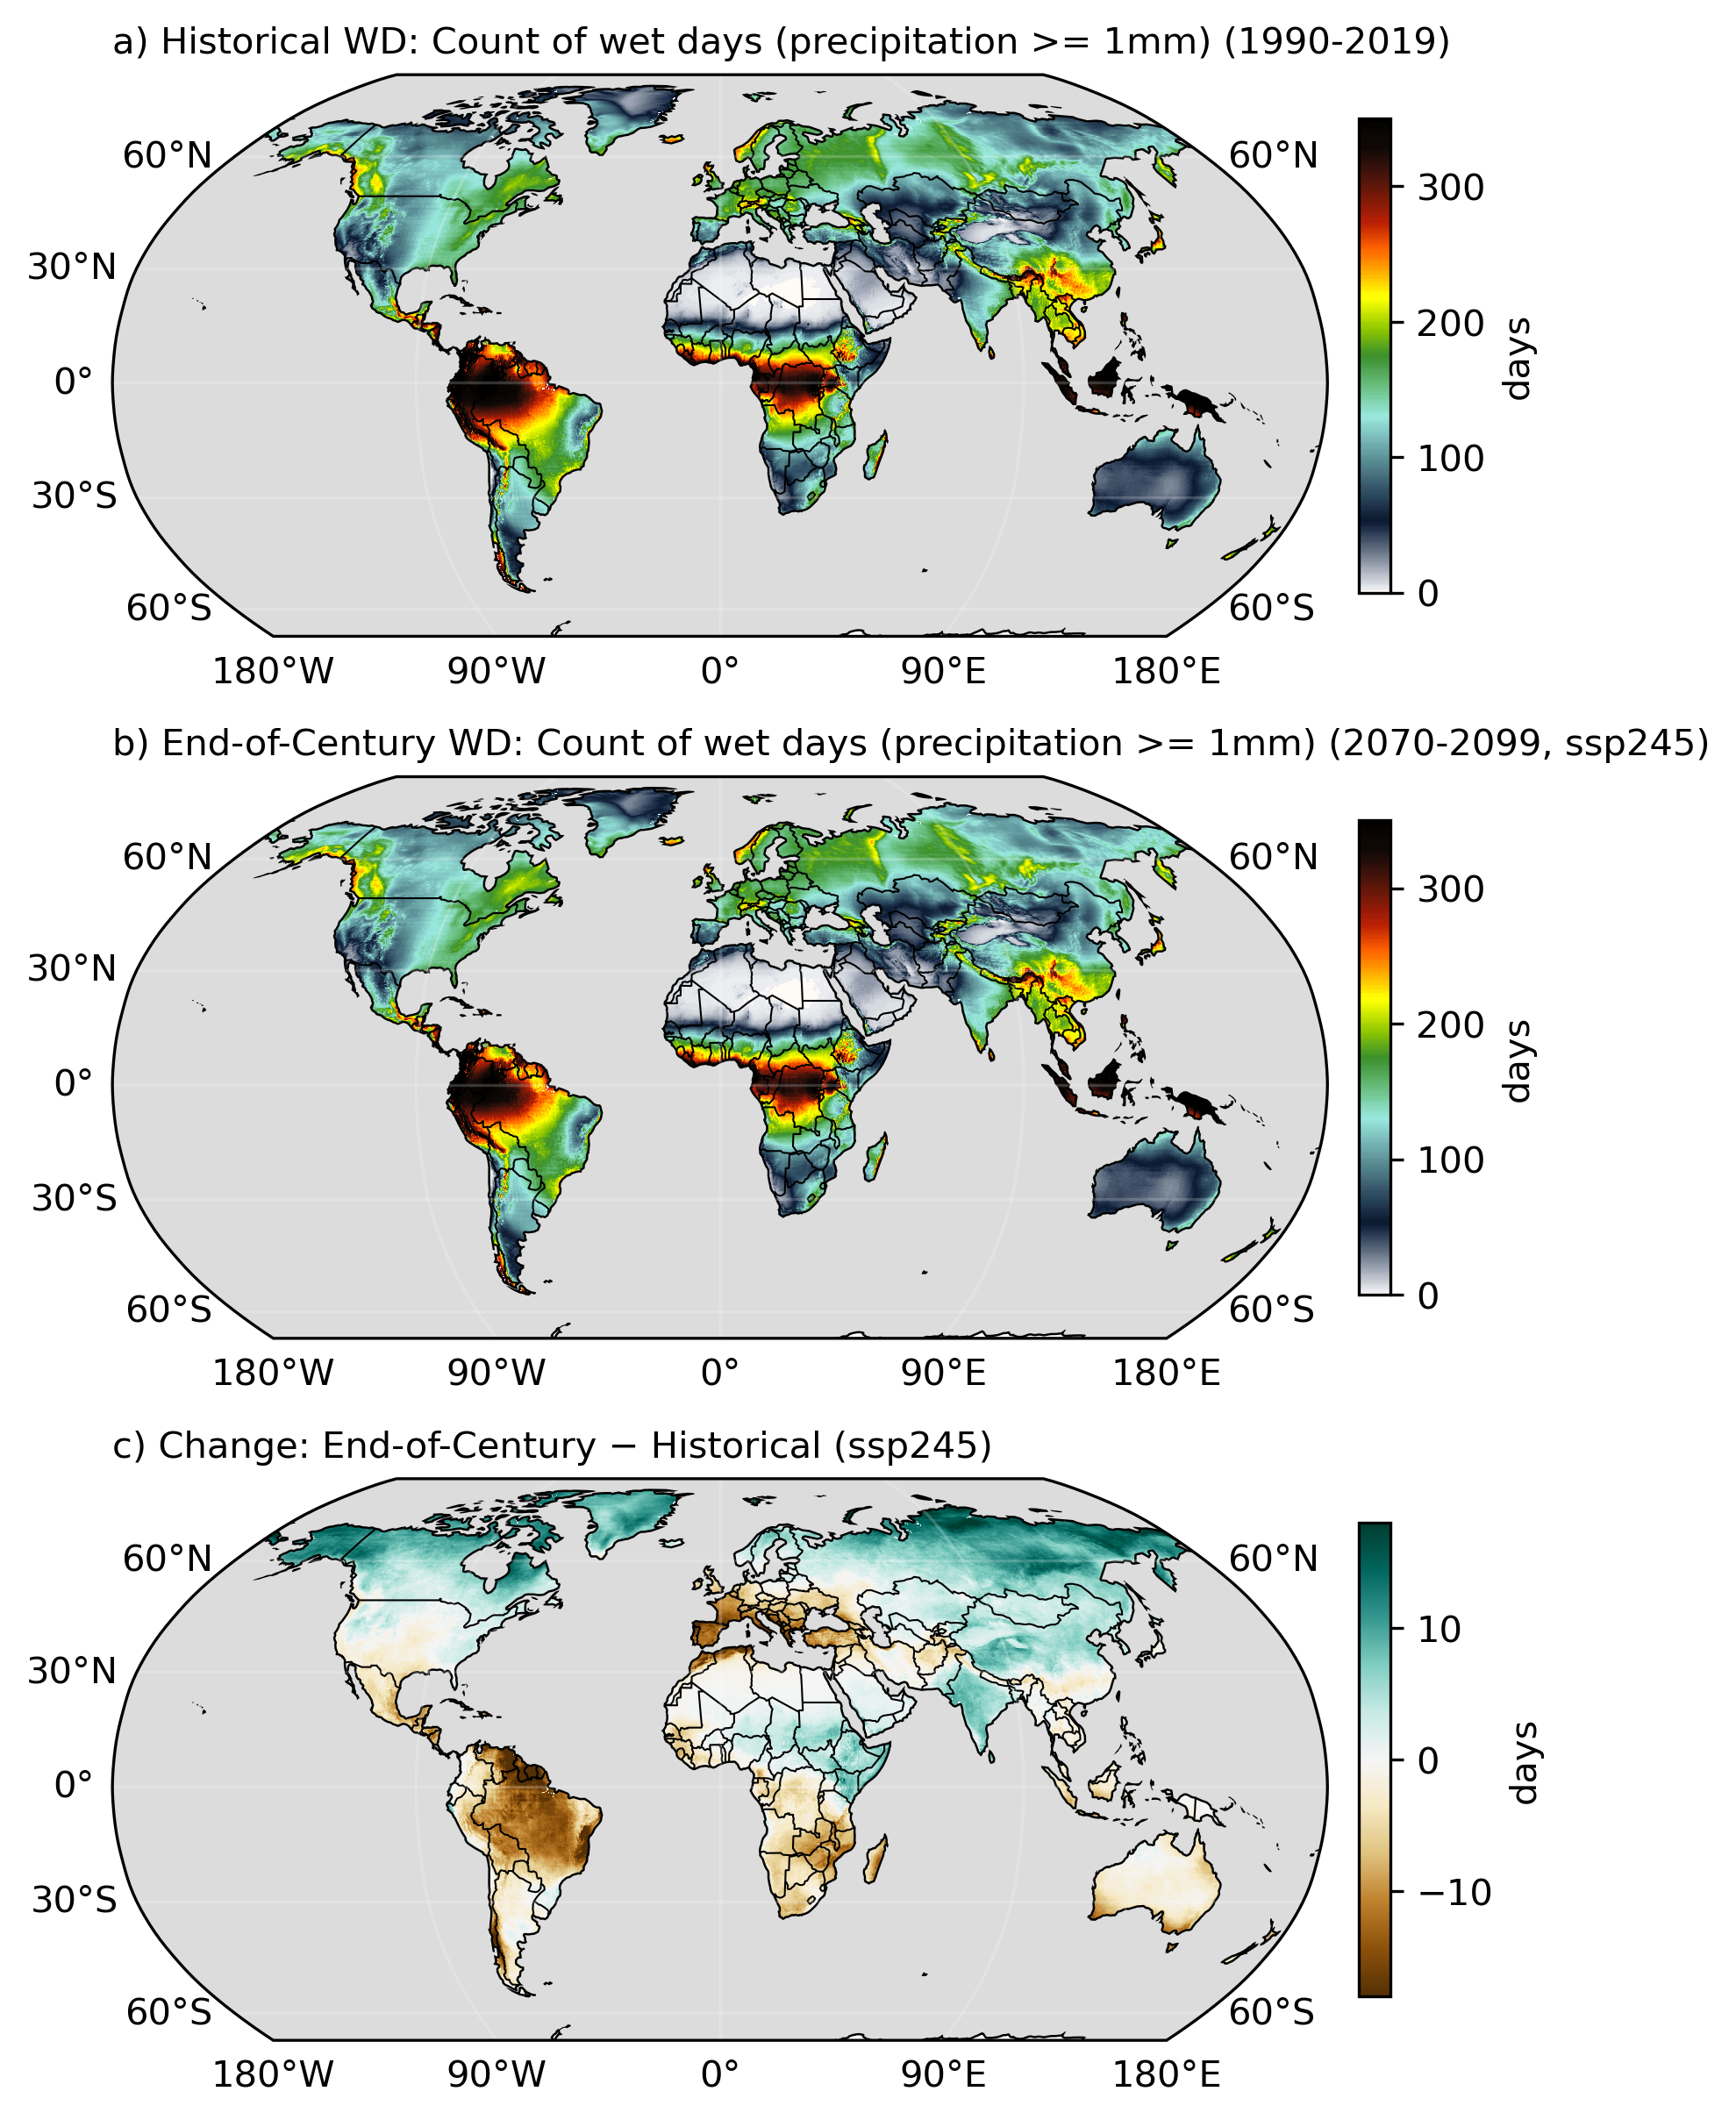 a) Historical WD: Count of wet days (precipitation >= 1mm) (1990-2019)
60°N 60°N
30°N
0°
30°S
60°S 60°S
180°W 90°W 0° 90°E 180°E
300
200
100
0
days
b) End-of-Century WD: Count of wet days (precipitation >= 1mm) (2070-2099, ssp245)
60°N 60°N
30°N
0°
30°S
60°S 60°S
180°W 90°W 0° 90°E 180°E
300
200
100
0
days
c) Change: End-of-Century − Historical (ssp245)
60°N 60°N
30°N
0°
30°S
60°S 60°S
180°W 90°W 0° 90°E 180°E
10
0
−10
days